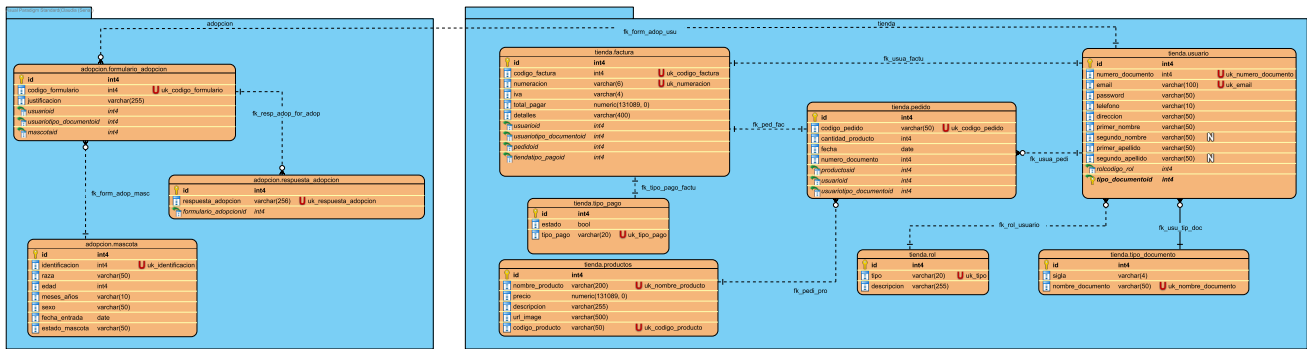 Visual Paradigm Standard(Claudia (Sena))
adopcion
tienda
fk_form_adop_usu
adopcion.formulario_adopcion
id int4
codigo_formulario int4 U uk_codigo_formulario
justificacion varchar(255)
usuarioid int4
usuariotipo_documentoid int4
mascotaid int4
fk_resp_adop_for_adop
adopcion.respuesta_adopcion
id int4
respuesta_adopcion varchar(256) U uk_respuesta_adopcion
formulario_adopcionid int4
fk_form_adop_masc
adopcion.mascota
id int4
identificacion int4 U uk_identificacion
raza varchar(50)
edad int4
meses_años varchar(10)
sexo varchar(50)
fecha_entrada date
estado_mascota varchar(50)
tienda.factura
id int4
codigo_factura int4 U uk_codigo_factura
numeracion varchar(6) U uk_numeracion
iva varchar(4)
total_pagar numeric(131089, 0)
detalles varchar(400)
usuarioid int4
usuariotipo_documentoid int4
pedidoid int4
tiendatipo_pagoid int4
fk_usua_factu
fk_ped_fac
fk_tipo_pago_factu
tienda.tipo_pago
id int4
estado bool
tipo_pago varchar(20) U uk_tipo_pago
tienda.productos
id int4
nombre_producto varchar(200) U uk_nombre_producto
precio numeric(131089, 0)
descripcion varchar(255)
url_image varchar(500)
codigo_producto varchar(50) U uk_codigo_producto
fk_pedi_pro
tienda.pedido
id int4
codigo_pedido varchar(50) U uk_codigo_pedido
cantidad_producto int4
fecha date
numero_documento int4
productosid int4
usuarioid int4
usuariotipo_documentoid int4
fk_usua_pedi
tienda.usuario
id int4
numero_documento int4 U uk_numero_documento
email varchar(100) U uk_email
password varchar(50)
telefono varchar(10)
direccion varchar(50)
primer_nombre varchar(50)
segundo_nombre varchar(50) N
primer_apellido varchar(50)
segundo_apellido varchar(50) N
rolcodigo_rol int4
tipo_documentoid int4
fk_rol_usuario
fk_usu_tip_doc
tienda.rol
id int4
tipo varchar(20) U uk_tipo
descripcion varchar(255)
tienda.tipo_documento
id int4
sigla varchar(4)
nombre_documento varchar(50) U uk_nombre_documento